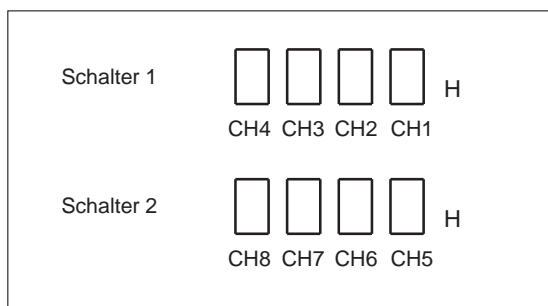 Schalter 1 H
CH4 CH3 CH2 CH1
Schalter 2 H
CH8 CH7 CH6 CH5